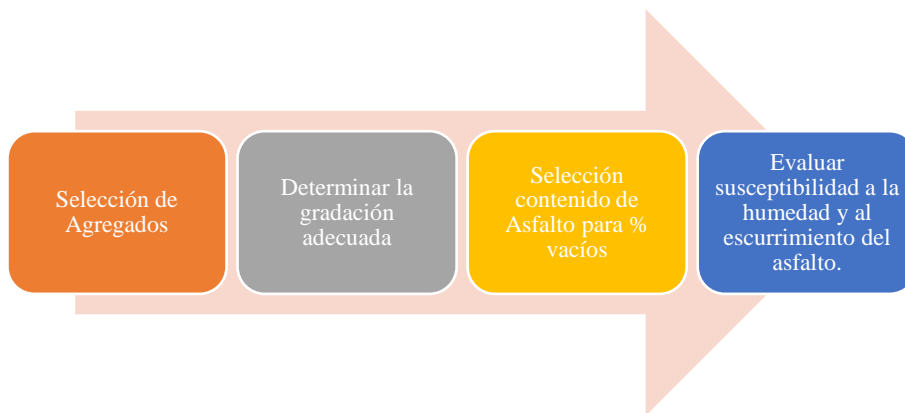 Selección de
Agregados
Determinar la
gradación
adecuada
Selección
contenido de
Asfalto para %
vacíos
Evaluar
susceptibilidad a la
humedad y al
escurrimiento del
asfalto.